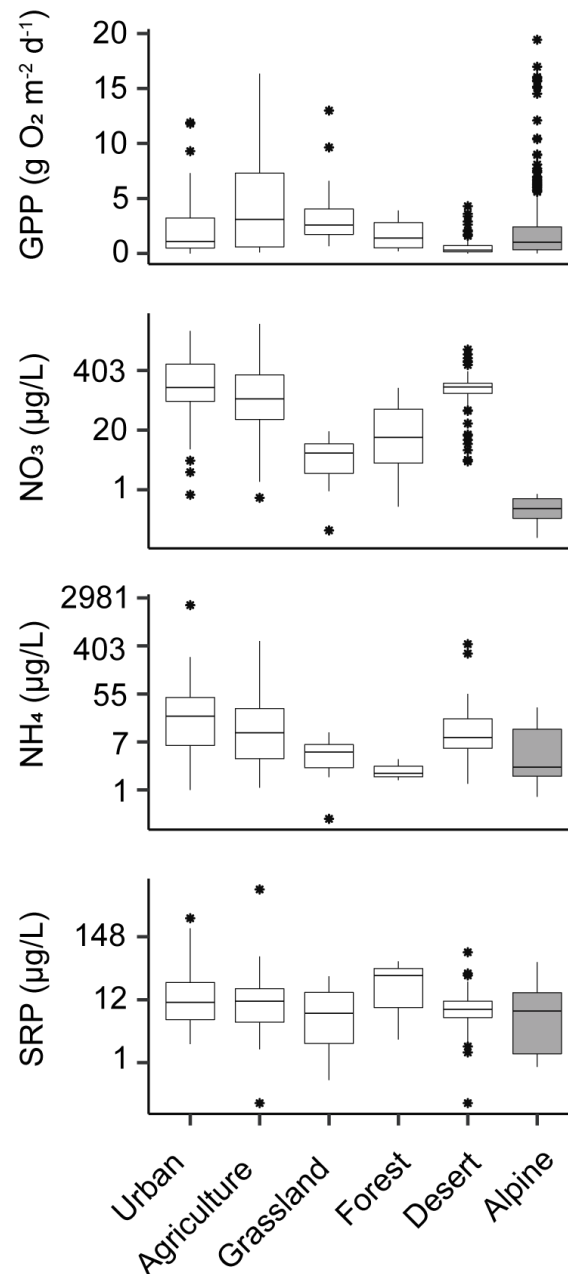 GPP (g O₂ m⁻² d⁻¹)
20
15
10
5
0
NO₃ (µg/L)
403
20
1
NH₄ (µg/L)
2981
403
55
7
1
SRP (µg/L)
148
12
1
Urban
Agriculture
Grassland
Forest
Desert
Alpine